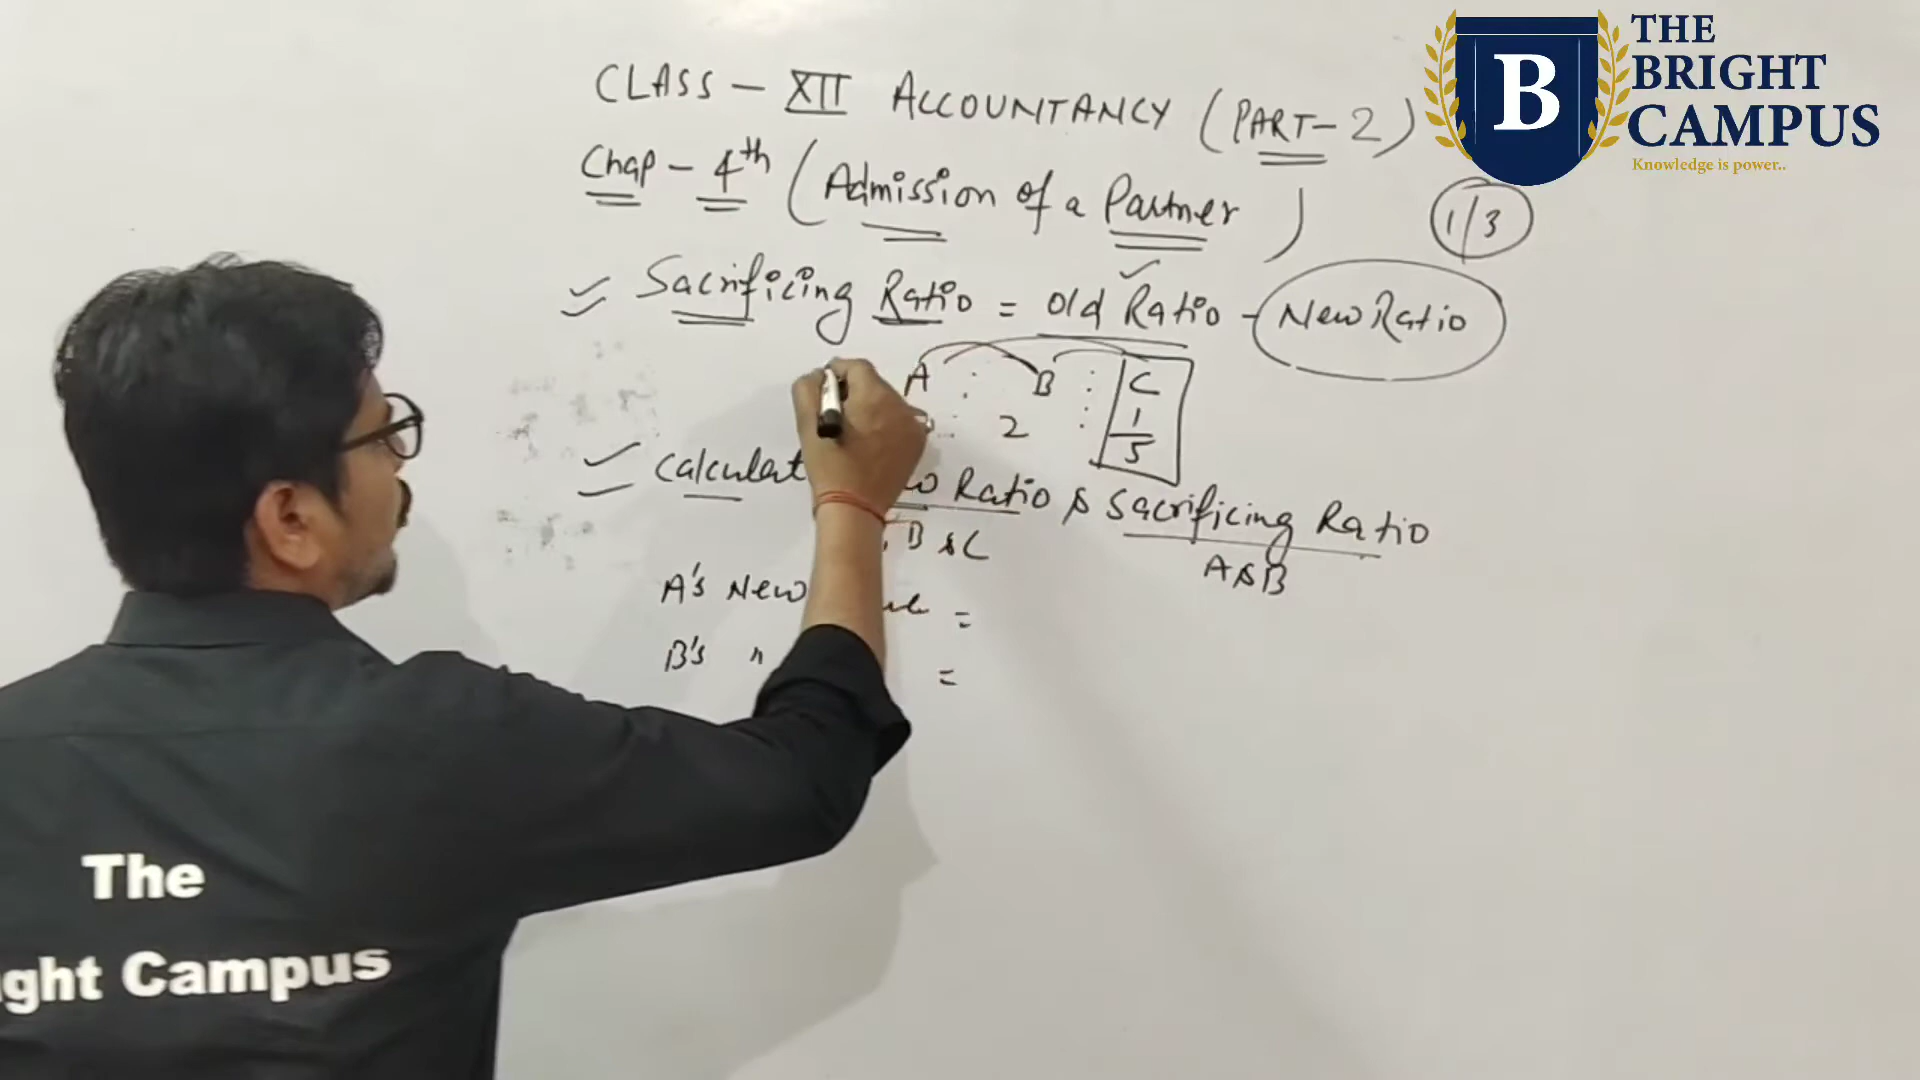 THE
BRIGHT
CAMPUS
Knowledge is power..
B
CLASS - XII ACCOUNTANCY (PART-2)
Chap - 4th (Admission of a Partner) 1/3
Sacrificing Ratio = Old Ratio - New Ratio
A : B : C
2 : 1/5
Calculat Ratio & Sacrificing Ratio
B & C A & B
A's New =
B's " =
The
ght Campus